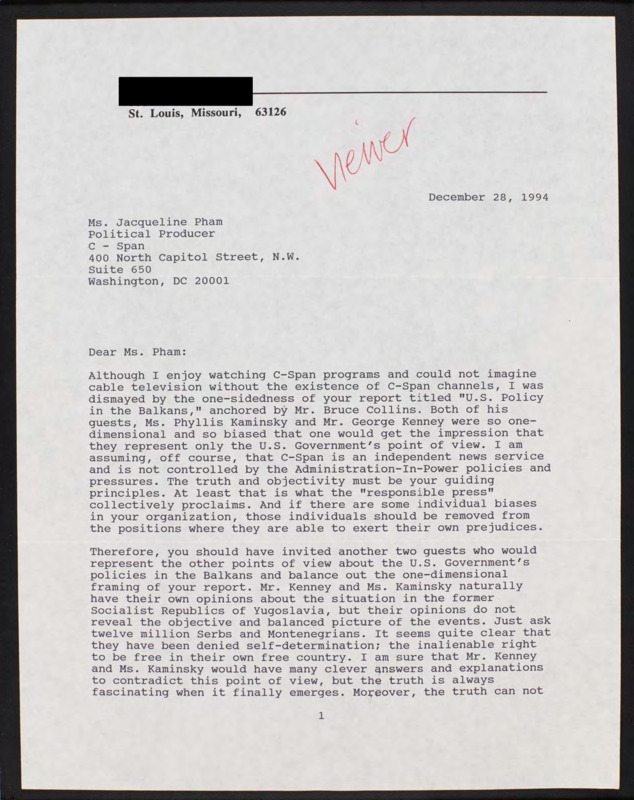 St. Louis, Missouri, 63126
viewer
December 28, 1994
Ms. Jacqueline Pham
Political Producer
C - Span
400 North Capitol Street, N.W.
Suite 650
Washington, DC 20001
Dear Ms. Pham:
Although I enjoy watching C-Span programs and could not imagine
cable television without the existence of C-Span channels, I was
dismayed by the one-sidedness of your report titled "U.S. Policy
in the Balkans," anchored by Mr. Bruce Collins. Both of his
guests, Ms. Phyllis Kaminsky and Mr. George Kenney were so one-
dimensional and so biased that one would get the impression that
they represent only the U.S. Government's point of view. I am
assuming, off course, that C-Span is an independent news service
and is not controlled by the Administration-In-Power policies and
pressures. The truth and objectivity must be your guiding
principles. At least that is what the "responsible press"
collectively proclaims. And if there are some individual biases
in your organization, those individuals should be removed from
the positions where they are able to exert their own prejudices.
Therefore, you should have invited another two guests who would
represent the other points of view about the U.S. Government's
policies in the Balkans and balance out the one-dimensional
framing of your report. Mr. Kenney and Ms. Kaminsky naturally
have their own opinions about the situation in the former
Socialist Republics of Yugoslavia, but their opinions do not
reveal the objective and balanced picture of the events. Just ask
twelve million Serbs and Montenegrians. It seems quite clear that
they have been denied self-determination; the inalienable right
to be free in their own free country. I am sure that Mr. Kenney
and Ms. Kaminsky would have many clever answers and explanations
to contradict this point of view, but the truth is always
fascinating when it finally emerges. Moreover, the truth can not
1